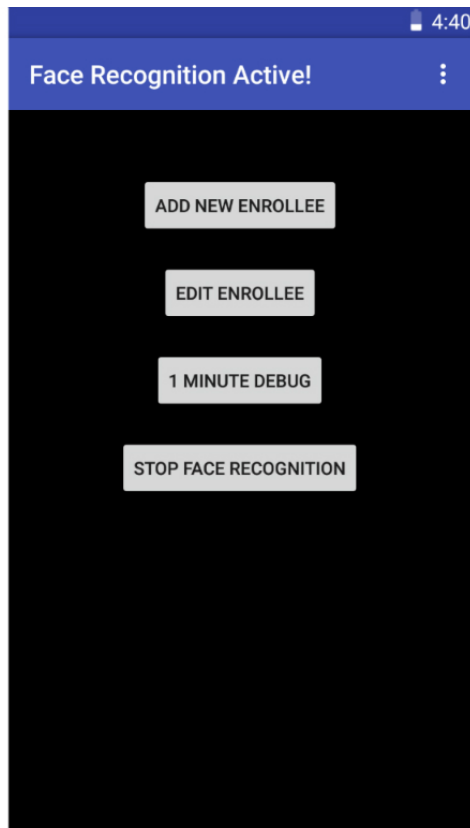 4:40
Face Recognition Active!
ADD NEW ENROLLEE
EDIT ENROLLEE
1 MINUTE DEBUG
STOP FACE RECOGNITION